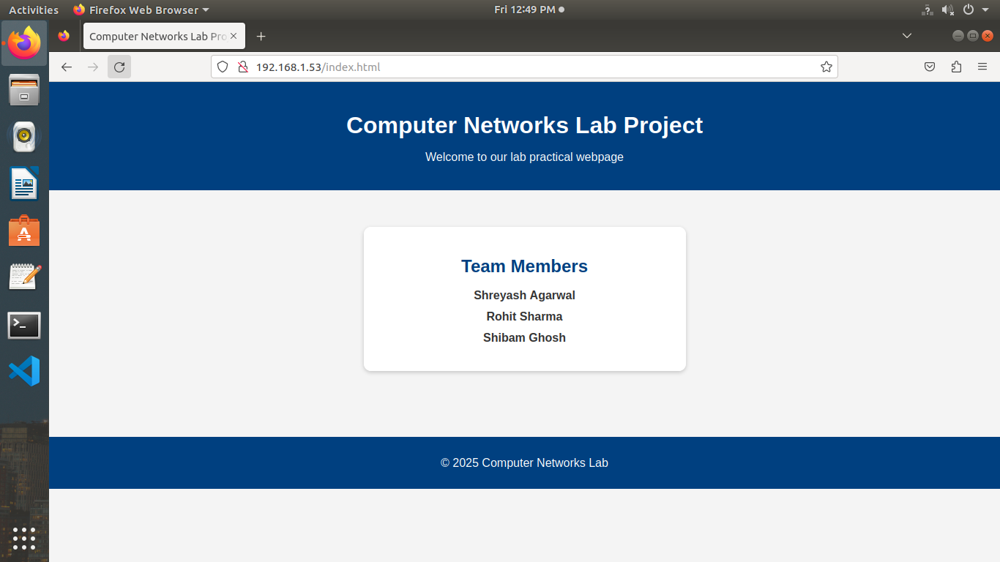 Activities Firefox Web Browser Fri 12:49 PM
Computer Networks Lab Pro
192.168.1.53/index.html
Computer Networks Lab Project
Welcome to our lab practical webpage
Team Members
Shreyash Agarwal
Rohit Sharma
Shibam Ghosh
© 2025 Computer Networks Lab